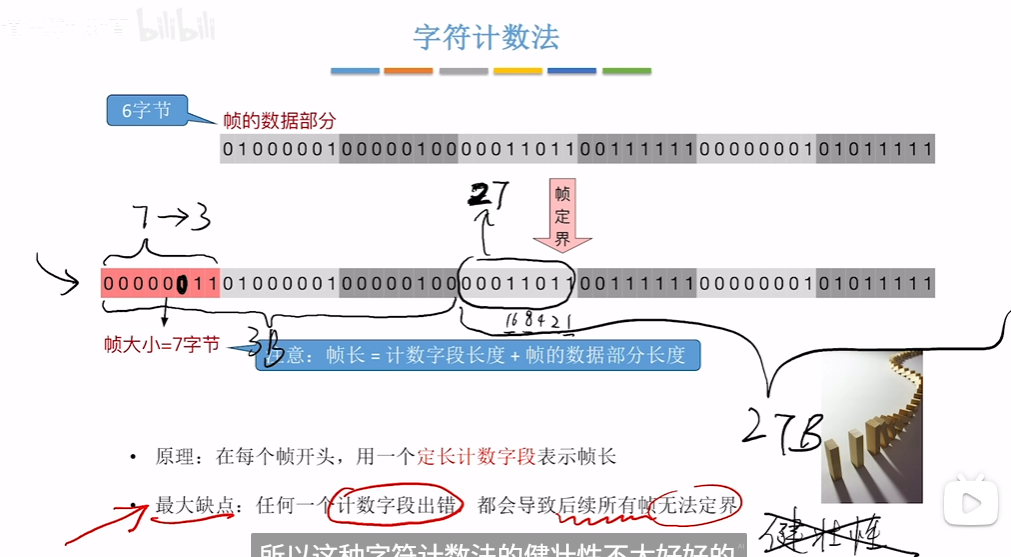 bilibili
字符计数法
6字节
帧的数据部分
01000001 00000100 00011011 00111111 00000001 01011111
27
帧定界
7→3
00000011 01000001 00000100 00011011 00111111 00000001 01011111
16 8 4 2 1
帧大小=7字节
3B
注意：帧长 = 计数字段长度 + 帧的数据部分长度
27B
• 原理：在每个帧开头，用一个定长计数字段表示帧长
• 最大缺点：任何一个计数字段出错，都会导致后续所有帧无法定界
健壮性
所以这种字符计数法的健壮性不太好好的